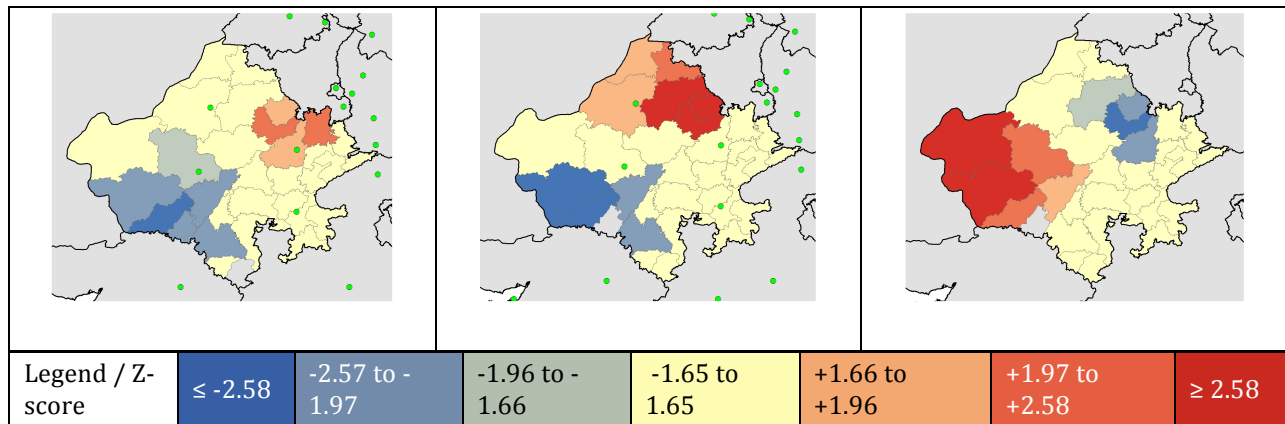 Legend / Z-
score
≤ -2.58
-2.57 to -
1.97
-1.96 to -
1.66
-1.65 to
1.65
+1.66 to
+1.96
+1.97 to
+2.58
≥ 2.58